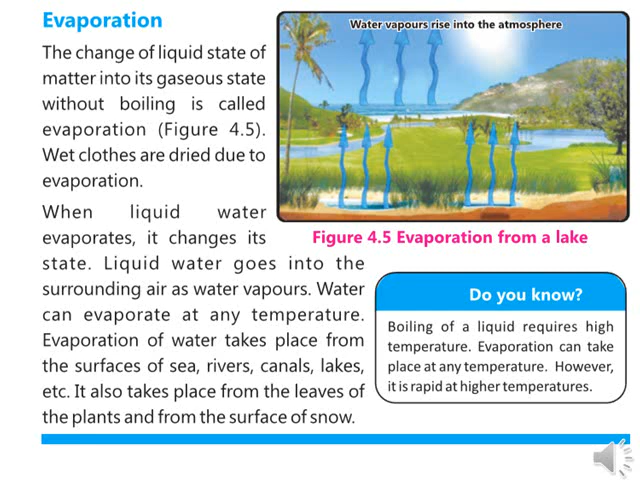 Evaporation
The change of liquid state of
matter into its gaseous state
without boiling is called
evaporation (Figure 4.5).
Wet clothes are dried due to
evaporation.
Water vapours rise into the atmosphere
Figure 4.5 Evaporation from a lake
When liquid water
evaporates, it changes its
state. Liquid water goes into the
surrounding air as water vapours. Water
can evaporate at any temperature.
Evaporation of water takes place from
the surfaces of sea, rivers, canals, lakes,
etc. It also takes place from the leaves of
the plants and from the surface of snow.
Do you know?
Boiling of a liquid requires high
temperature. Evaporation can take
place at any temperature. However,
it is rapid at higher temperatures.